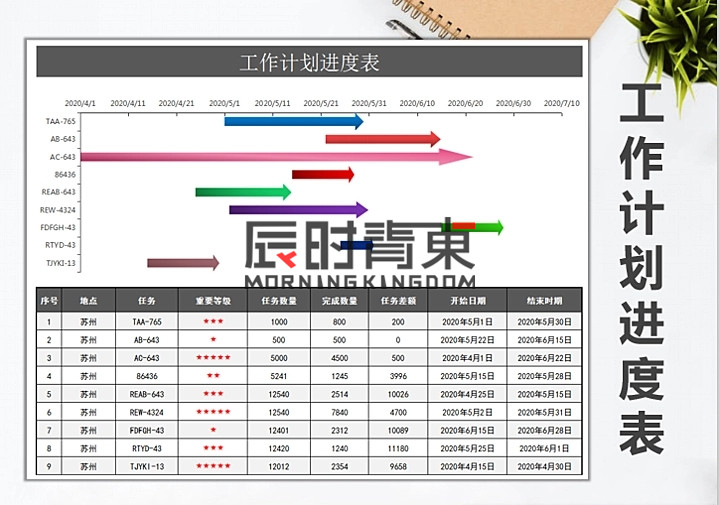 工作计划进度表
2020/4/1 2020/4/11 2020/4/21 2020/5/1 2020/5/11 2020/5/21 2020/5/31 2020/6/10 2020/6/20 2020/6/30 2020/7/10
TAA-765
AB-643
AC-643
86436
REAB-643
REW-4324
FDFGH-43
RTYD-43
TJYKI-13
辰时青東
MORNINGKINGDOM
序号 地点 任务 重要等级 任务数量 完成数量 任务差额 开始日期 结束时期
1 苏州 TAA-765 ★★★ 1000 800 200 2020年5月1日 2020年5月30日
2 苏州 AB-643 ★ 500 500 0 2020年5月22日 2020年6月15日
3 苏州 AC-643 ★★★★★ 5000 4500 500 2020年4月1日 2020年6月22日
4 苏州 86436 ★★ 5241 1245 3996 2020年5月15日 2020年5月28日
5 苏州 REAB-643 ★★★ 12540 2514 10026 2020年4月25日 2020年5月15日
6 苏州 REW-4324 ★★★★★ 12540 7840 4700 2020年5月2日 2020年5月31日
7 苏州 FDFGH-43 ★ 12401 2312 10089 2020年6月15日 2020年6月28日
8 苏州 RTYD-43 ★★★ 12420 1240 11180 2020年5月25日 2020年6月1日
9 苏州 TJYKI-13 ★★★★★ 12012 2354 9658 2020年4月15日 2020年4月30日
工作计划进度表